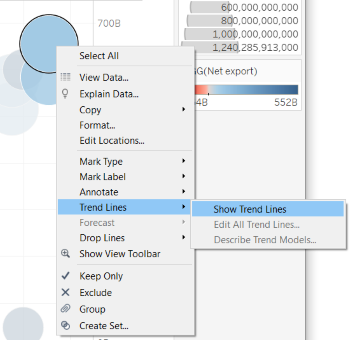 700B
600,000,000,000
800,000,000,000
1,000,000,000,000
1,240,285,913,000
G(Net export)
4B
552B
Select All
View Data...
Explain Data...
Copy
Format...
Edit Locations...
Mark Type
Mark Label
Annotate
Trend Lines
Forecast
Drop Lines
Show View Toolbar
Keep Only
Exclude
Group
Create Set...
Show Trend Lines
Edit All Trend Lines...
Describe Trend Models...